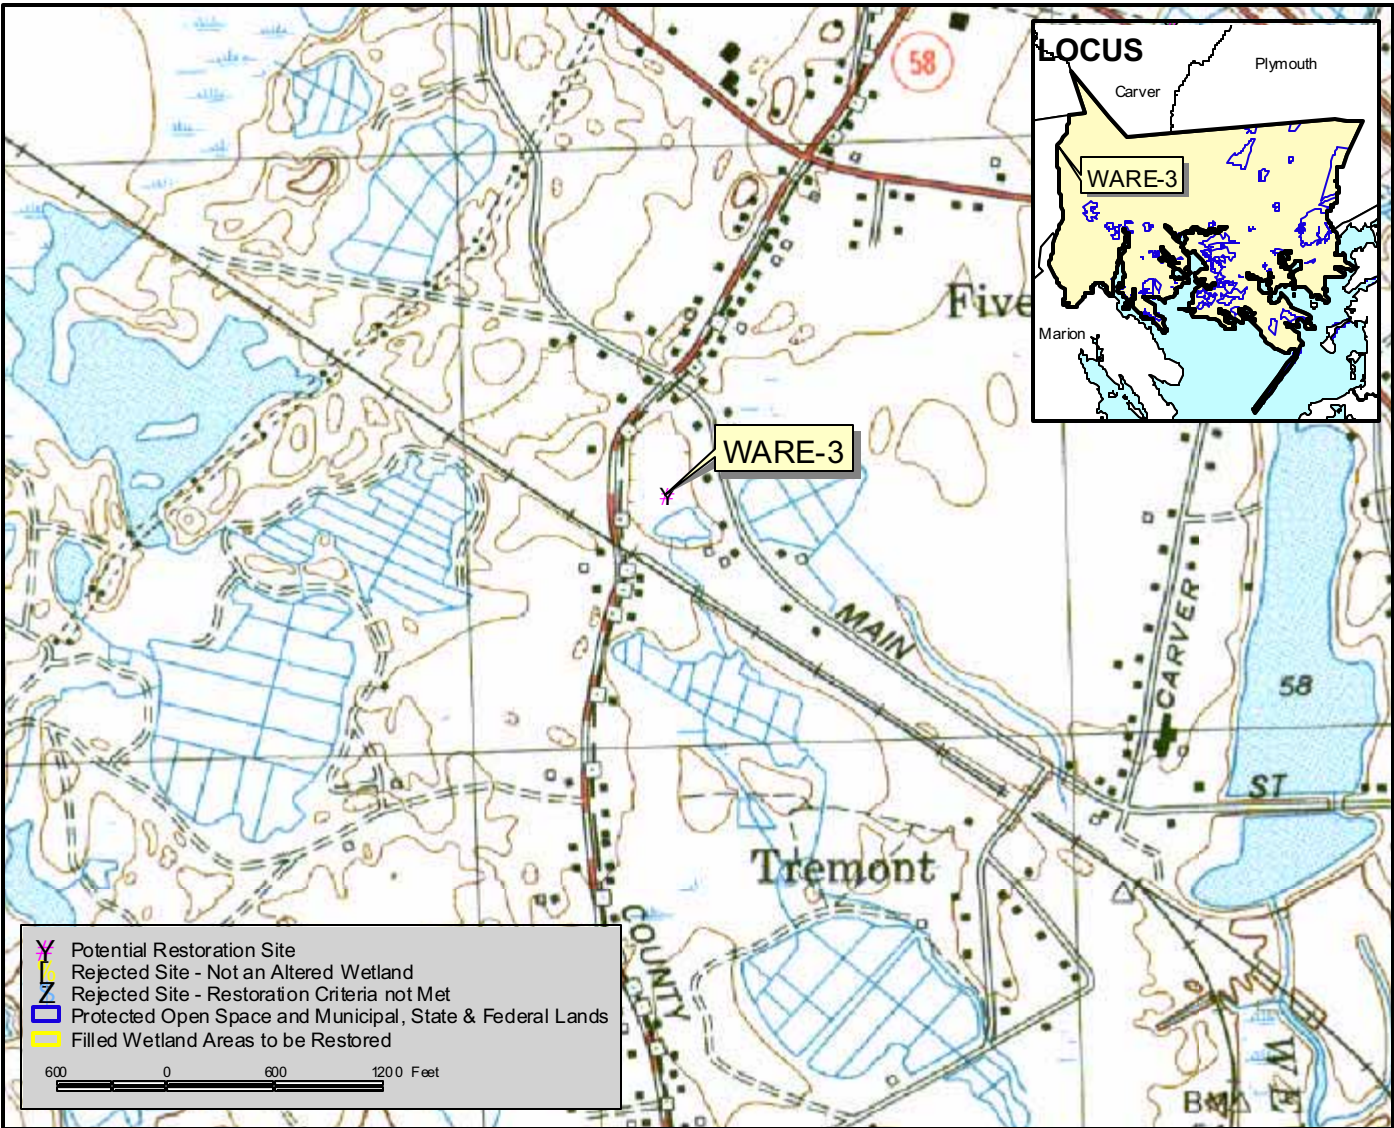 58
LOCUS
Plymouth
Carver
WARE-3
Marion
Five
WARE-3
MAIN
CARVER
58
ST
Tremont
COUNTY
W E
BM
Potential Restoration Site
Rejected Site - Not an Altered Wetland
Rejected Site - Restoration Criteria not Met
Protected Open Space and Municipal, State & Federal Lands
Filled Wetland Areas to be Restored
600 0 600 1200 Feet